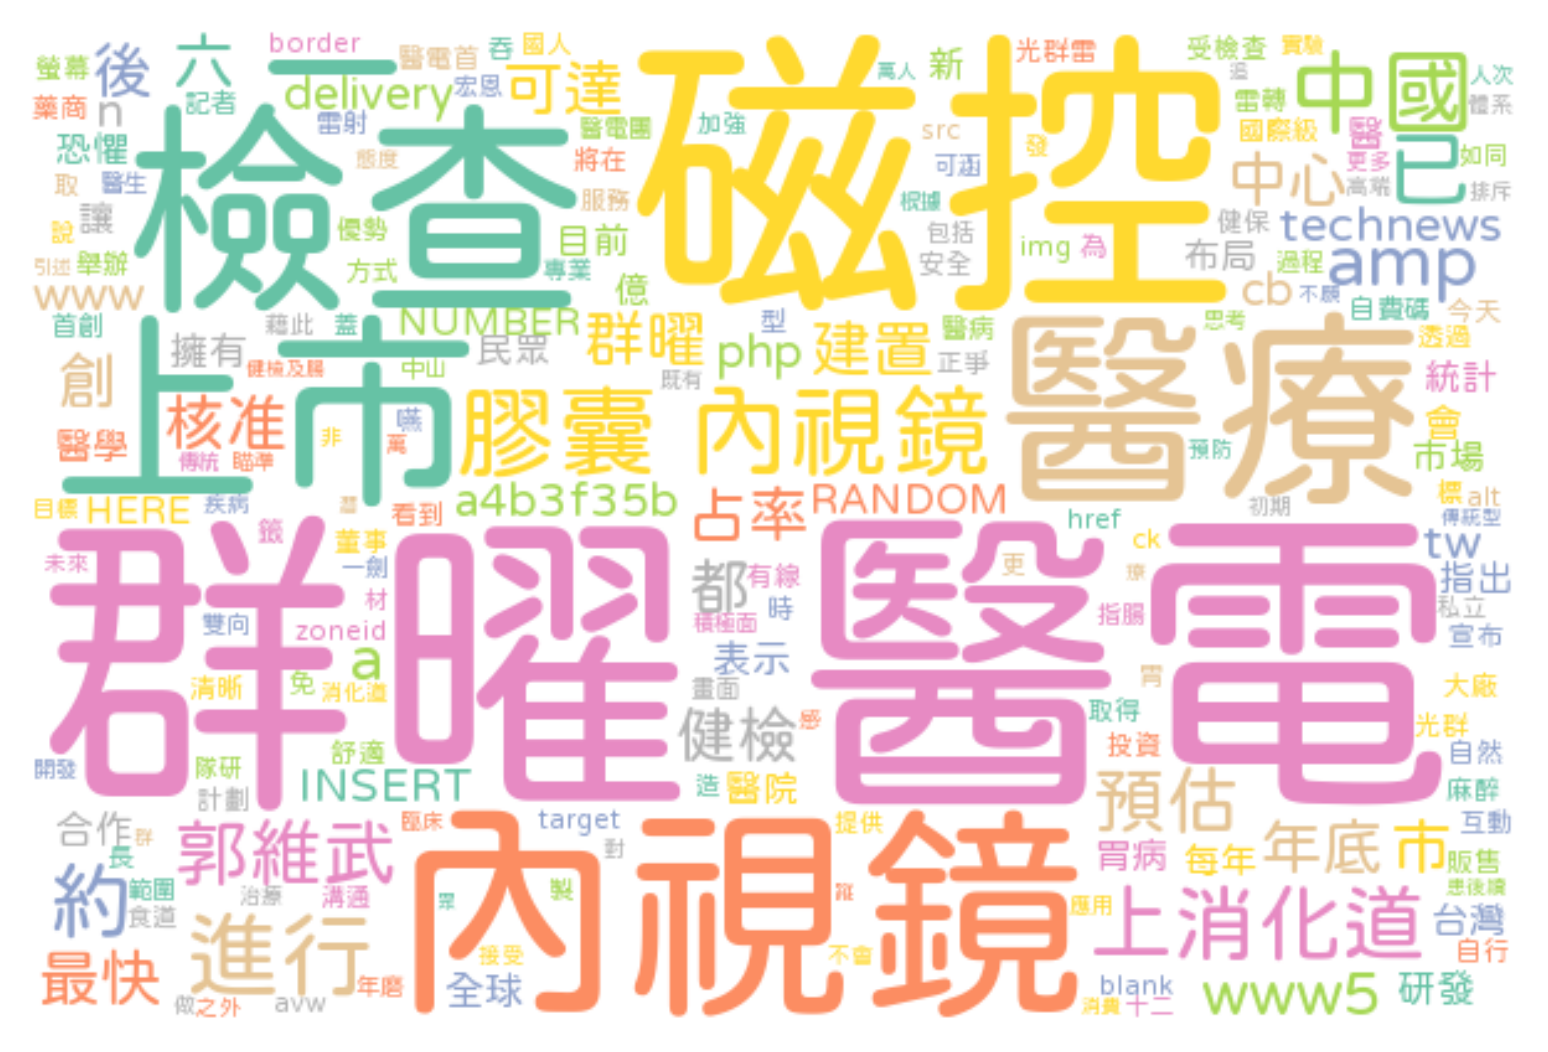 border
醫電首
吞
國人
光群雷
受檢查
實驗
螢幕
後
六
一
delivery
宏恩
可達
磁控
萬人
新
追
中國
人次
藥商
n
記者
雷射
醫電團
加強
src
發
雷轉
國際級
醫
體系
恐懼
檢查
態度
將在
可涵
更多
已
如同
取
醫生
服務
根據
中心
高端
排斥
讓
說
優勢
目前
包括
img
為
健保
technews
引述
舉辦
方式
專業
安全
布局
過程
amp
www
億
cb
不願
自費碼
今天
首創
藉此
蓋
NUMBER
群曜
型
建置
醫病
思考
透過
擁有
民眾
php
正爭
醫療
創
上市
健檢及腸
中山
既有
統計
核准
嚥
膠囊
內視鏡
會
醫學
非
萬
傳統
瞄準
預防
市場
目標
HERE
疾病
潛
看到
a4b3f35b
占率
RANDOM
初期
標
alt
傳統型
籤
董事
href
ck
tw
未來
一劑
群曜
都
有線
更
醫電
療
指出
材
時
指腸
私立
雙向
zoneid
積極面
宣布
a
表示
清晰
免
消化道
畫面
胃
大廠
取得
健檢
感
光群
舒適
投資
自然
開發
隊研
INSERT
造
醫院
預估
麻醉
計劃
合作
群
郭維武
臨床
target
提供
年底
市
互動
長
對
胃病
每年
販售
約
範圍
治療
溝通
眾
製
內視鏡
患後續
食道
應用
上消化道
台灣
進行
接受
不會
自行
最快
年磨
全球
blank
www5
研發
做
之外
avw
消費
十二